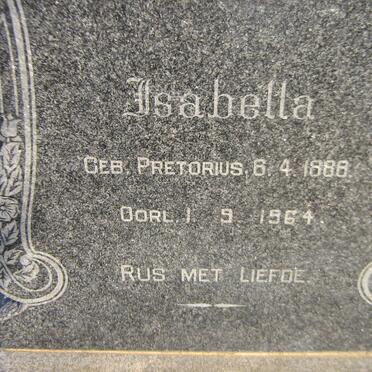 Isabella
GEB. PRETORIUS, 6. 4. 1888.
OORL. 1. 9. 1964.
RUS MET LIEFDE.